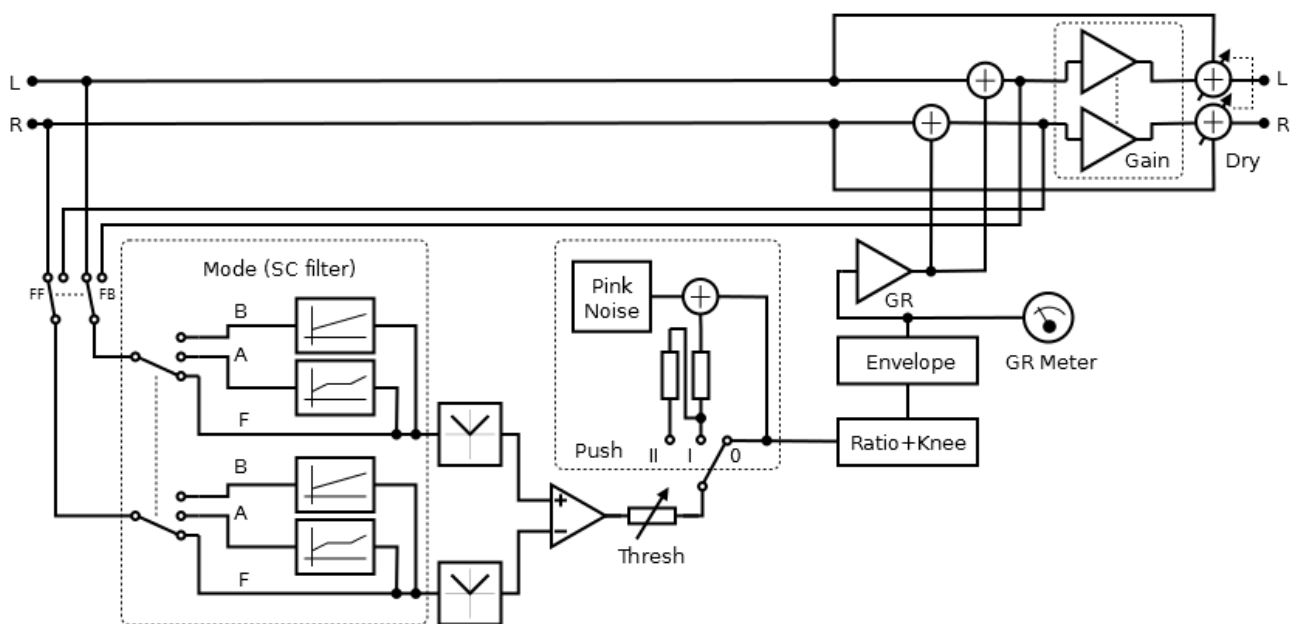 L
L
R
R
Gain
Dry
Mode (SC filter)
FF
FB
Pink
Noise
GR
B
A
Envelope
GR Meter
F
Push
II
I
0
Ratio+Knee
B
A
+
−
Thresh
F